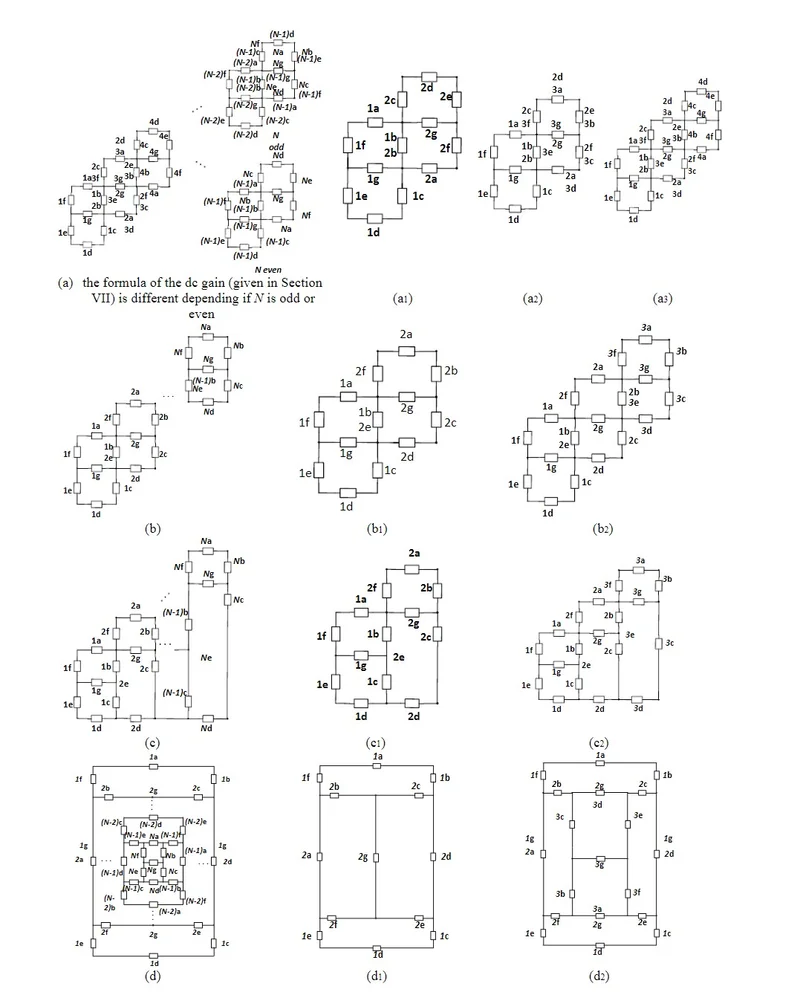 (N-1)d
Nf
(N-1)c Na Nb
(N-2)a Ng (N-1)e
(N-2)f (N-1)g
(N-1)b Nc
(N-2)b Ne
Nd (N-1)f
(N-2)g (N-1)a
(N-2)e (N-2)c
(N-2)d
N
odd
4d
4e
2d 4c
3a 4g
2c 2e
3b 4b 4f
1a 3f 3g 2g 4a
1b 2f
1f 2b 3e 3c
1g 2a
1e 1c 3d
1d
Nd
Nc
(N-1)a Ne
(N-1)f Nb Ng
(N-1)b
Nf
(N-1)g Na
(N-1)e (N-1)c
(N-1)d
N even
2d
2c 2e
1a
1b 2g
1f 2b 2f
1g 2a
1e 1c
1d
2d
3a
2c 2e
1a 3f 3b
3g
1b 2g 2f
1f 2b 3e 3c
1g 2a
1e 1c 3d
1d
4d
4e
2d 4c
3a 4g
2c 2e
3b 4b 4f
1a 3f 3g 4a
1b 2g 2f
1f 2b 3e 3c
1g 2a
1e 1c 3d
1d
(a) the formula of the dc gain (given in Section
VII) is different depending if N is odd or
even
(a1)
(a2)
(a3)
Na
Nf Nb
Ng
(N-1)b
Ne Nc
Nd
2a
2f 2b
1a
1b 2g
1f 2e 2c
1g 2d
1e 1c
1d
2a
2f 2b
1a
1b 2g
1f 2e 2c
1g 2d
1e 1c
1d
3a
3f 3b
2a 3g
2f 2b
3e 3c
1a
1b 2g 3d
1f 2e 2c
1g 2d
1e 1c
1d
(b)
(b1)
(b2)
Na
Nf Nb
Ng
Nc
(N-1)b
2a
2f 2b
1a
2g Ne
1f 1b 2c
1g 2e
(N-1)c
1e 1c
1d 2d Nd
2a
2f 2b
1a
2g
1f 1b 2c
1g 2e
1e 1c
1d 2d
3a
3f 3b
2a 3g
2f 2b
1a
2g 3e
1f 1b 2c 3c
1g 2e
1e 1c
1d 2d 3d
(c)
(c1)
(c2)
1a
1f 1b
2b 2g 2c
(N-2)c (N-2)d (N-2)e
(N-1)e Na (N-1)f
1g Nf Nb (N-1)a 1g
2a Ng 2d
(N-1)d Ne Nc
(N-1)c Nd (N-1)b
(N-
2)b (N-2)f
(N-2)a
2f 2g 2e
1e 1c
1d
1a
1f 1b
2b 2c
2a 2g 2d
2f 2e
1e 1c
1d
1a
1f 1b
2b 2g 2c
3d
3c 3e
1g 1g
2a 3g 2d
3b 3f
3a
2f 2g 2e
1e 1c
1d
(d)
(d1)
(d2)